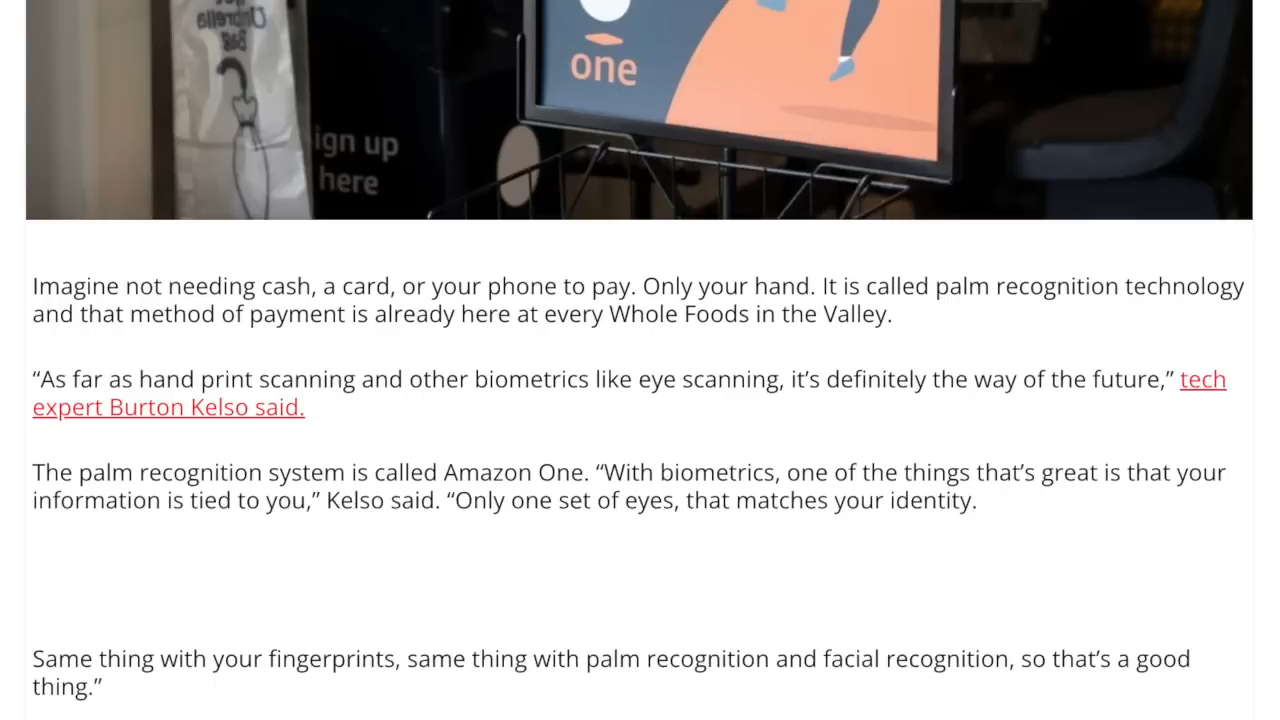 Umbrella
Bag
one
ign up
here
Imagine not needing cash, a card, or your phone to pay. Only your hand. It is called palm recognition technology
and that method of payment is already here at every Whole Foods in the Valley.
“As far as hand print scanning and other biometrics like eye scanning, it’s definitely the way of the future,” tech
expert Burton Kelso said.
The palm recognition system is called Amazon One. “With biometrics, one of the things that’s great is that your
information is tied to you,” Kelso said. “Only one set of eyes, that matches your identity.
Same thing with your fingerprints, same thing with palm recognition and facial recognition, so that’s a good
thing.”